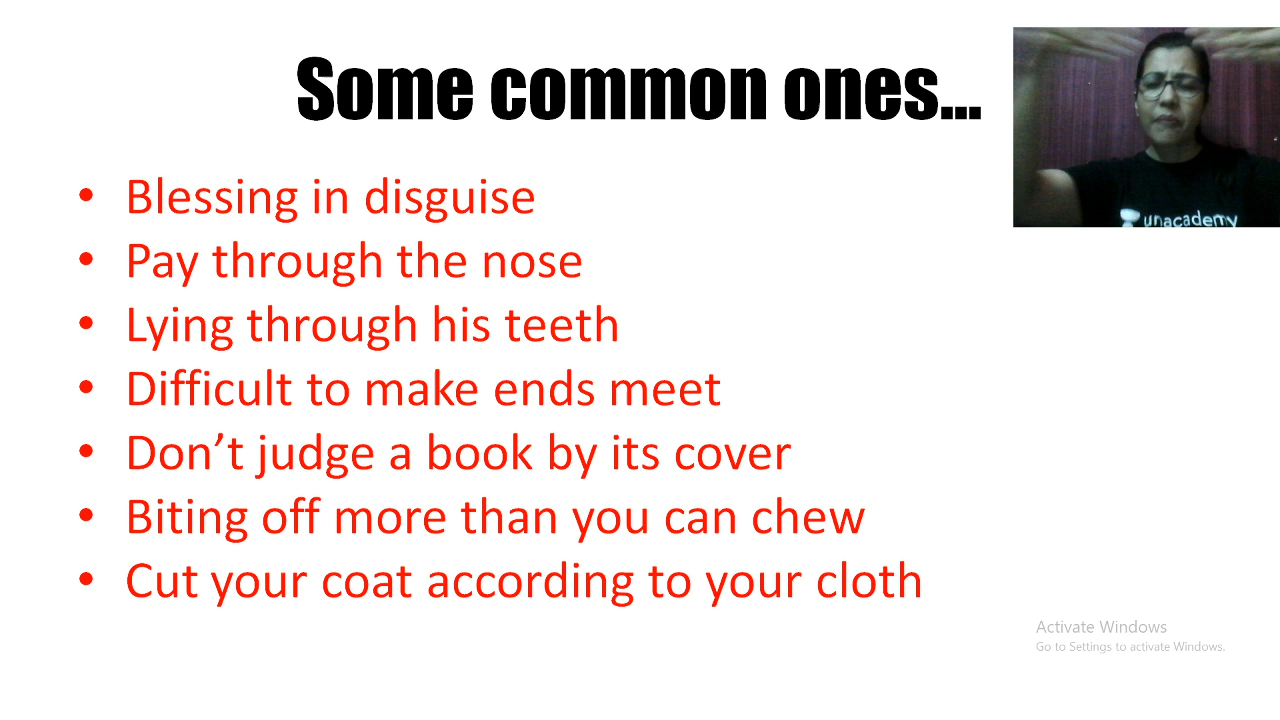 Some common ones...
• Blessing in disguise
• Pay through the nose
• Lying through his teeth
• Difficult to make ends meet
• Don’t judge a book by its cover
• Biting off more than you can chew
• Cut your coat according to your cloth
unacademy
Activate Windows
Go to Settings to activate Windows.